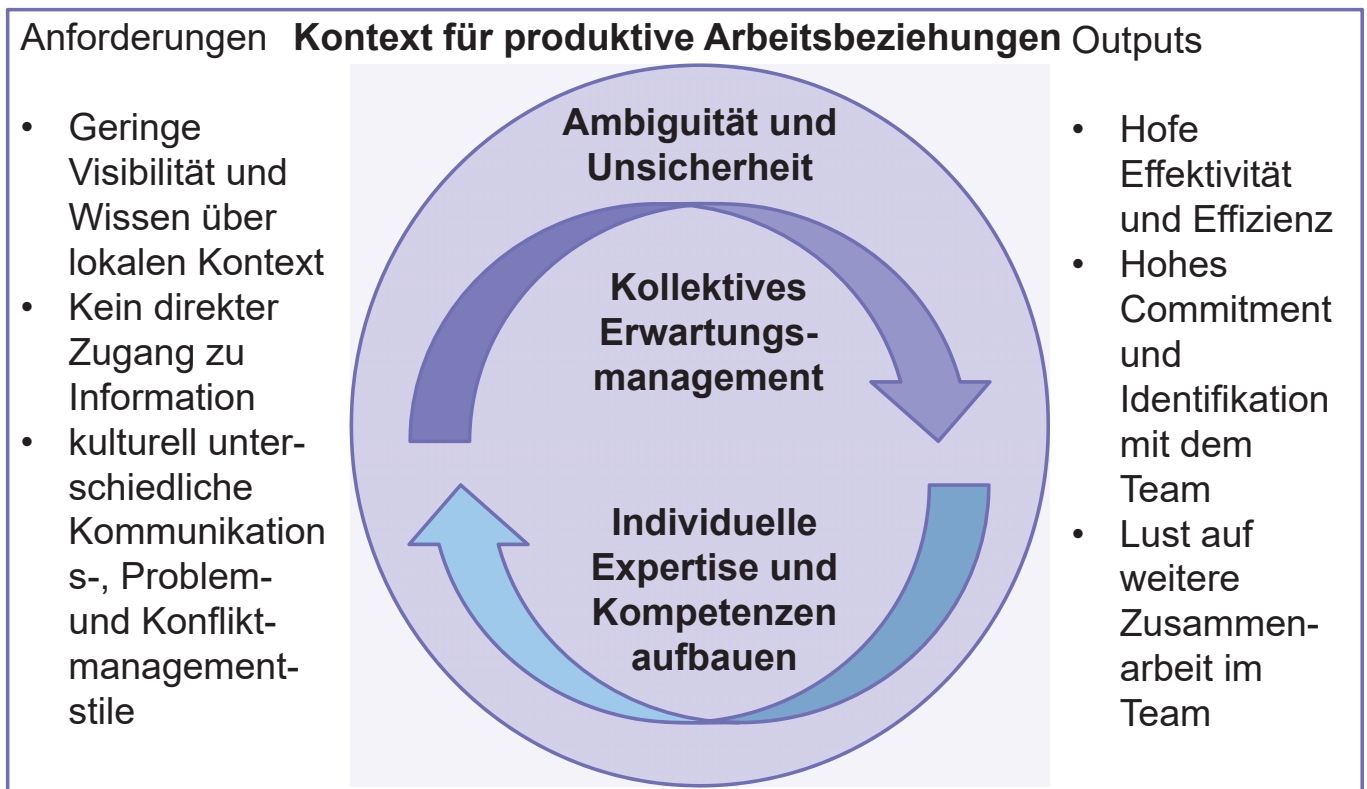 Anforderungen
Kontext für produktive Arbeitsbeziehungen
Outputs
• Geringe
Visibilität und
Wissen über
lokalen Kontext
• Kein direkter
Zugang zu
Information
• kulturell unter-
schiedliche
Kommunikation
s-, Problem-
und Konflikt-
management-
stile
Ambiguität und
Unsicherheit
Kollektives
Erwartungs-
management
Individuelle
Expertise und
Kompetenzen
aufbauen
• Hofe
Effektivität
und Effizienz
• Hohes
Commitment
und
Identifikation
mit dem
Team
• Lust auf
weitere
Zusammen-
arbeit im
Team